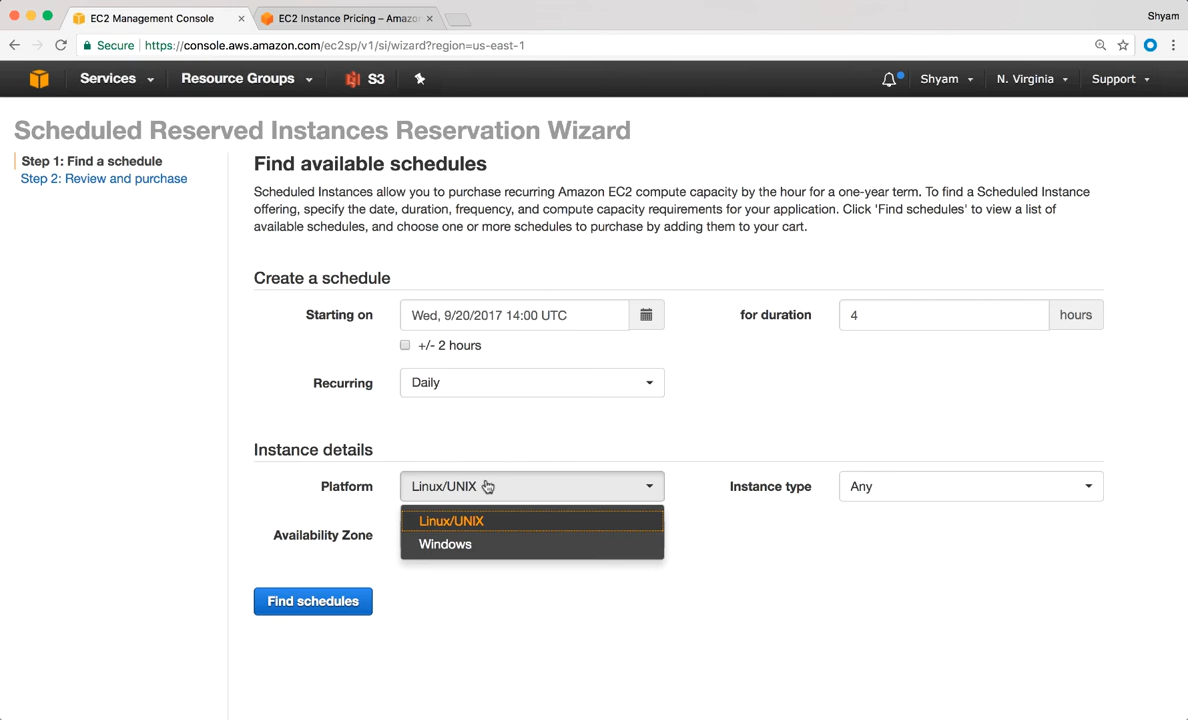 EC2 Management Console
EC2 Instance Pricing – Amazo
Shyam
Secure
https://console.aws.amazon.com/ec2sp/v1/si/wizard?region=us-east-1
Services
Resource Groups
S3
Shyam
N. Virginia
Support
Scheduled Reserved Instances Reservation Wizard
Step 1: Find a schedule
Step 2: Review and purchase
Find available schedules
Scheduled Instances allow you to purchase recurring Amazon EC2 compute capacity by the hour for a one-year term. To find a Scheduled Instance
offering, specify the date, duration, frequency, and compute capacity requirements for your application. Click 'Find schedules' to view a list of
available schedules, and choose one or more schedules to purchase by adding them to your cart.
Create a schedule
Starting on
Wed, 9/20/2017 14:00 UTC
for duration
4
hours
+/- 2 hours
Recurring
Daily
Instance details
Platform
Linux/UNIX
Instance type
Any
Linux/UNIX
Windows
Availability Zone
Find schedules